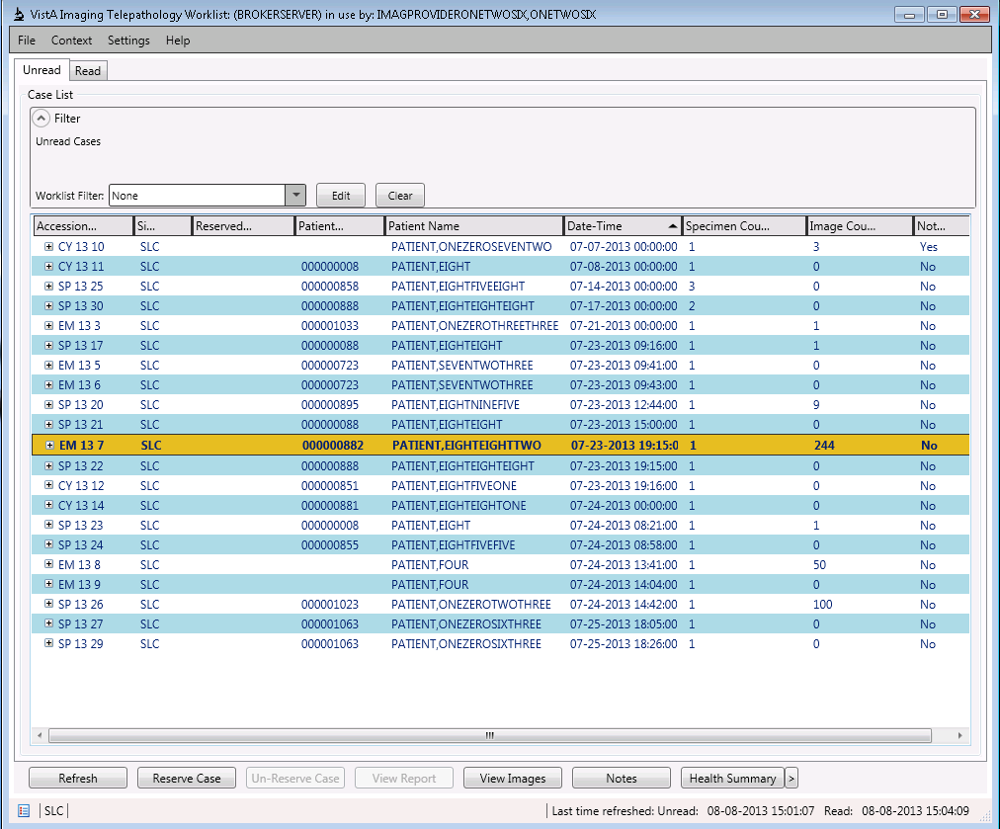 VistA Imaging Telepathology Worklist: (BROKERSERVER) in use by: IMAGPROVIDERONETWOSIX,ONETWOSIX
File Context Settings Help
Unread Read
Case List
Filter
Unread Cases
Worklist Filter: None Edit Clear
Accession... Si... Reserved... Patient... Patient Name Date-Time Specimen Cou... Image Cou... Not...
CY 13 10 SLC PATIENT,ONEZEROSEVENTWO 07-07-2013 00:00:00 1 3 Yes
CY 13 11 SLC 000000008 PATIENT,EIGHT 07-08-2013 00:00:00 1 0 No
SP 13 25 SLC 000000858 PATIENT,EIGHTFIVEEIGHT 07-14-2013 00:00:00 3 0 No
SP 13 30 SLC 000000888 PATIENT,EIGHTEIGHTEIGHT 07-17-2013 00:00:00 2 0 No
EM 13 3 SLC 000001033 PATIENT,ONEZEROTHREETHREE 07-21-2013 00:00:00 1 1 No
SP 13 17 SLC 000000088 PATIENT,EIGHTEIGHT 07-23-2013 09:16:00 1 1 No
EM 13 5 SLC 000000723 PATIENT,SEVENTWOTHREE 07-23-2013 09:41:00 1 0 No
EM 13 6 SLC 000000723 PATIENT,SEVENTWOTHREE 07-23-2013 09:43:00 1 0 No
SP 13 20 SLC 000000895 PATIENT,EIGHTNINEFIVE 07-23-2013 12:44:00 1 9 No
SP 13 21 SLC 000000088 PATIENT,EIGHTEIGHT 07-23-2013 15:00:00 1 0 No
EM 13 7 SLC 000000882 PATIENT,EIGHTEIGHTTWO 07-23-2013 19:15:0 1 244 No
SP 13 22 SLC 000000888 PATIENT,EIGHTEIGHTEIGHT 07-23-2013 19:15:00 1 0 No
CY 13 12 SLC 000000851 PATIENT,EIGHTFIVEONE 07-23-2013 19:16:00 1 0 No
CY 13 14 SLC 000000881 PATIENT,EIGHTEIGHTONE 07-24-2013 00:00:00 1 0 No
SP 13 23 SLC 000000008 PATIENT,EIGHT 07-24-2013 08:21:00 1 1 No
SP 13 24 SLC 000000855 PATIENT,EIGHTFIVEFIVE 07-24-2013 08:58:00 1 0 No
EM 13 8 SLC PATIENT,FOUR 07-24-2013 13:41:00 1 50 No
EM 13 9 SLC PATIENT,FOUR 07-24-2013 14:04:00 1 0 No
SP 13 26 SLC 000001023 PATIENT,ONEZEROTWOTHREE 07-24-2013 14:42:00 1 100 No
SP 13 27 SLC 000001063 PATIENT,ONEZEROSIXTHREE 07-25-2013 18:05:00 1 0 No
SP 13 29 SLC 000001063 PATIENT,ONEZEROSIXTHREE 07-25-2013 18:26:00 1 0 No
Refresh Reserve Case Un-Reserve Case View Report View Images Notes Health Summary >
SLC Last time refreshed: Unread: 08-08-2013 15:01:07 Read: 08-08-2013 15:04:09